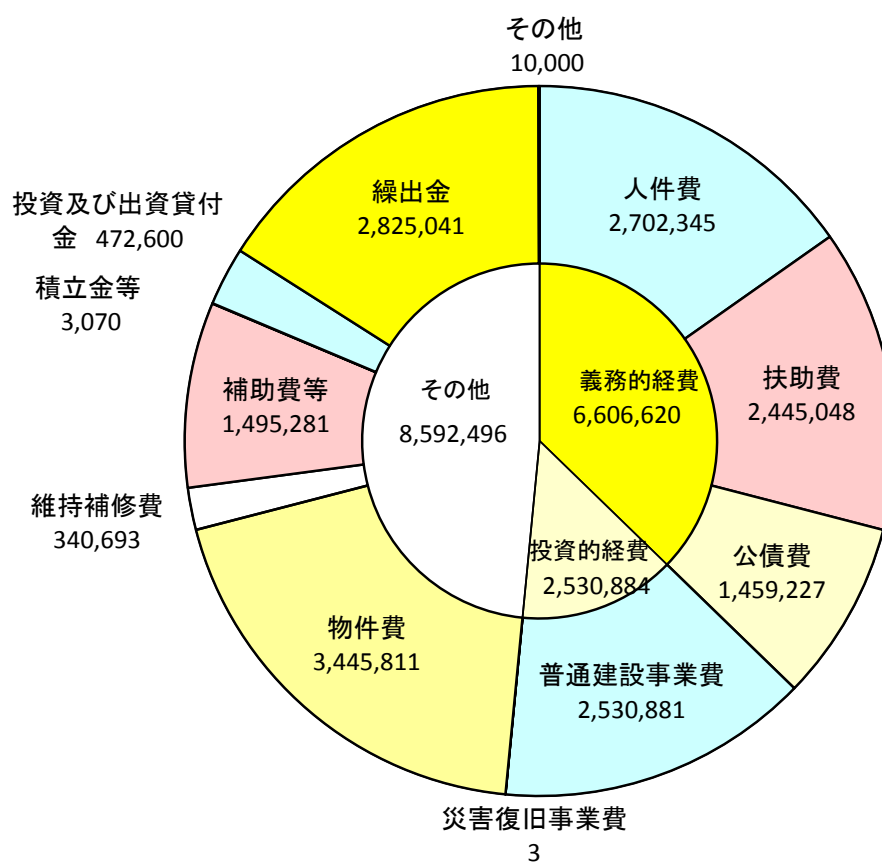 その他
10,000
人件費
2,702,345
扶助費
2,445,048
公債費
1,459,227
普通建設事業費
2,530,881
災害復旧事業費
3
物件費
3,445,811
維持補修費
340,693
補助費等
1,495,281
積立金等
3,070
投資及び出資貸付
金 472,600
繰出金
2,825,041
義務的経費
6,606,620
投資的経費
2,530,884
その他
8,592,496